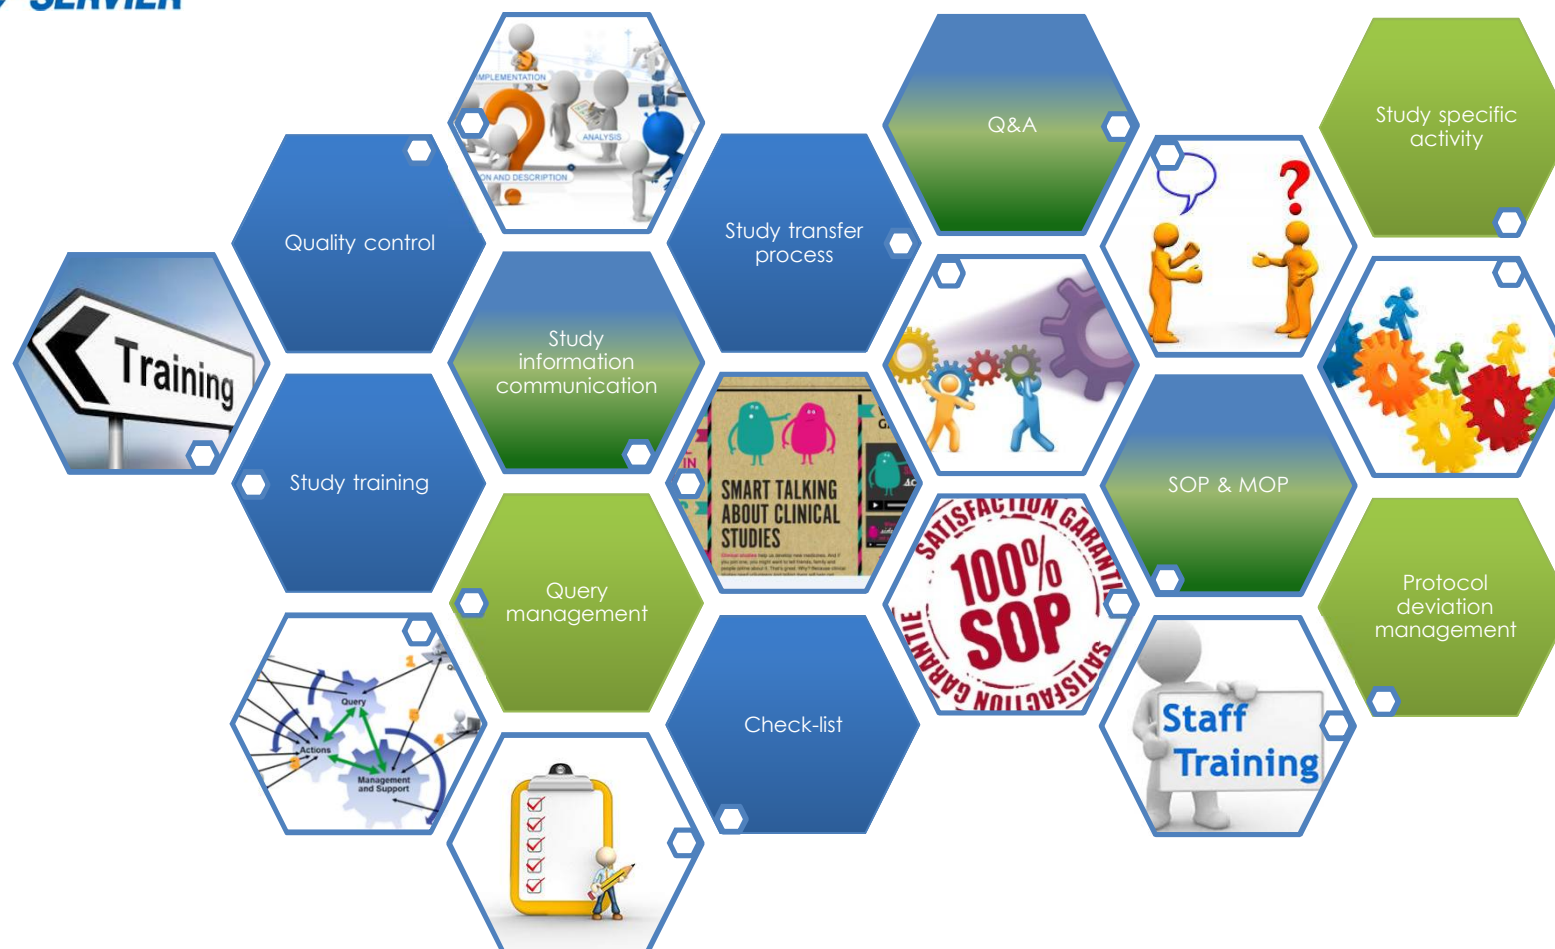 SERVIER
IMPLEMENTATION
ANALYSIS
ON AND DESCRIPTION
Q&A
Study specific
activity
Quality control
Study transfer
process
Training
Study
information
communication
Study training
SMART TALKING
ABOUT CLINICAL
STUDIES
SOP & MOP
Query
management
SATISFACTION GARANTIE
100%
SOP
SATISFACTION GARANTIE
Protocol
deviation
management
Query
Actions
Management
and Support
Check-list
Staff
Training